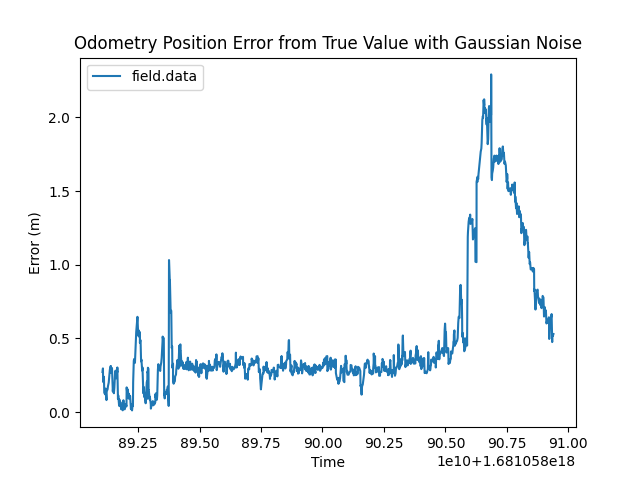 Odometry Position Error from True Value with Gaussian Noise
field.data
2.0
1.5
1.0
0.5
0.0
Error (m)
89.25 89.50 89.75 90.00 90.25 90.50 90.75 91.00
Time
1e10+1.681058e18